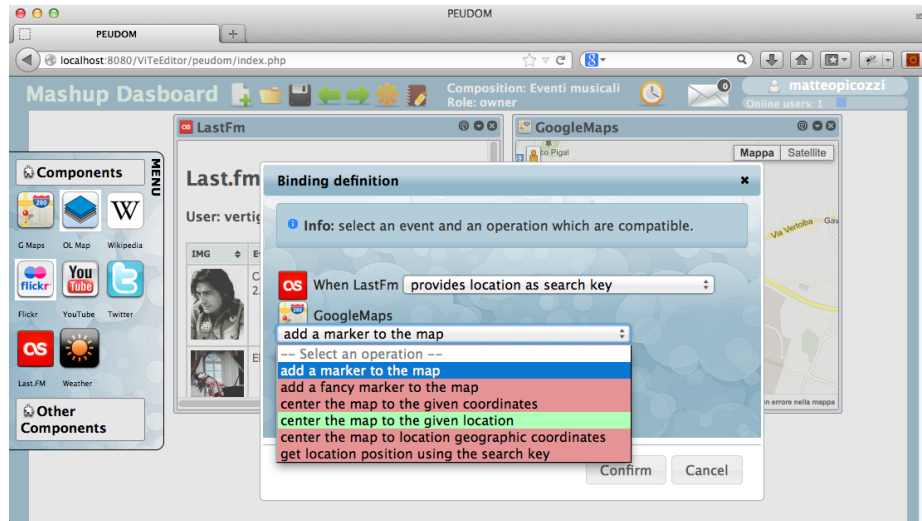 PEUDOM
PEUDOM
localhost:8080/ViTeEditor/peudom/index.php
Mashup Dasboard
Composition: Eventi musicali
Role: owner
0
matteopicozzi
Online users: 1
LastFm
GoogleMaps
co Pigal
Mappa
Satellite
Via Vertoiba
Components
MENU
G Maps
OL Map
Wikipedia
flickr
You Tube
Flickr
YouTube
Twitter
Last.FM
Weather
Other
Components
Last.fm
User: vertig
IMG
Binding definition
Info: select an event and an operation which are compatible.
When LastFm
provides location as search key
GoogleMaps
add a marker to the map
-- Select an operation --
add a marker to the map
add a fancy marker to the map
center the map to the given coordinates
center the map to the given location
center the map to location geographic coordinates
get location position using the search key
Confirm
Cancel
n errore nella mappa